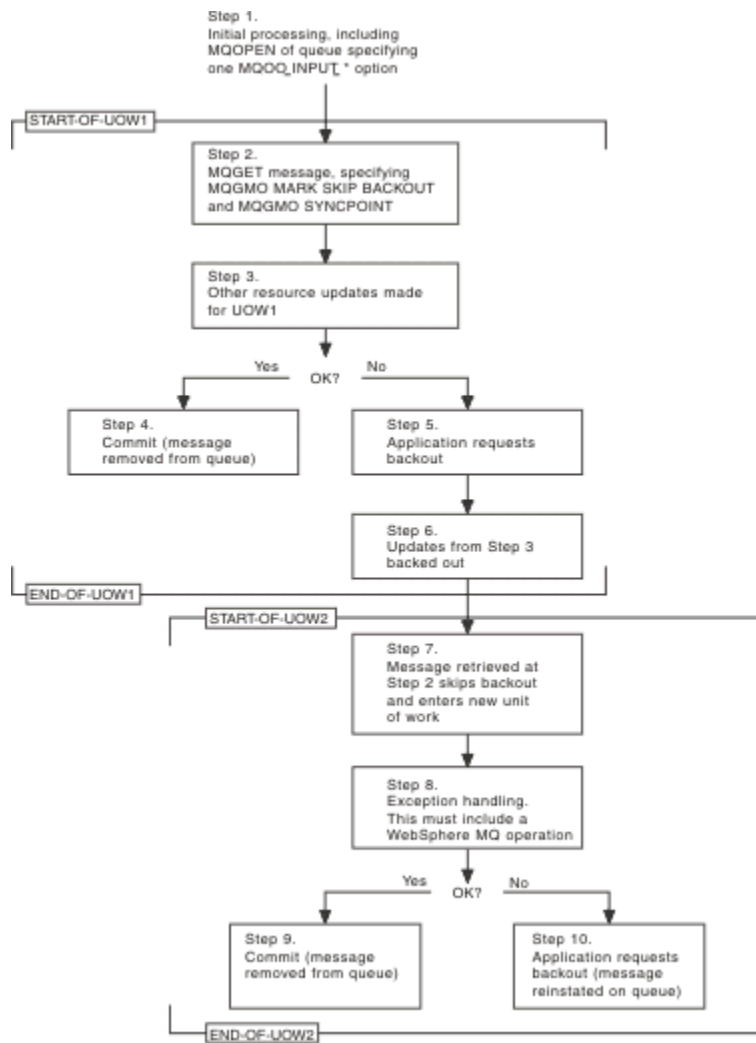 Step 1.
Initial processing, including
MQOPEN of queue specifying
one MQOO_INPUT_* option
START-OF-UOW1
Step 2.
MQGET message, specifying
MQGMO MARK SKIP BACKOUT
and MQGMO SYNCPOINT
Step 3.
Other resource updates made
for UOW1
Yes
OK?
No
Step 4.
Commit (message
removed from queue)
Step 5.
Application requests
backout
Step 6.
Updates from Step 3
backed out
END-OF-UOW1
START-OF-UOW2
Step 7.
Message retrieved at
Step 2 skips backout
and enters new unit
of work
Step 8.
Exception handling.
This must include a
WebSphere MQ operation
Yes
OK?
No
Step 9.
Commit (message
removed from queue)
Step 10.
Application requests
backout (message
reinstated on queue)
END-OF-UOW2